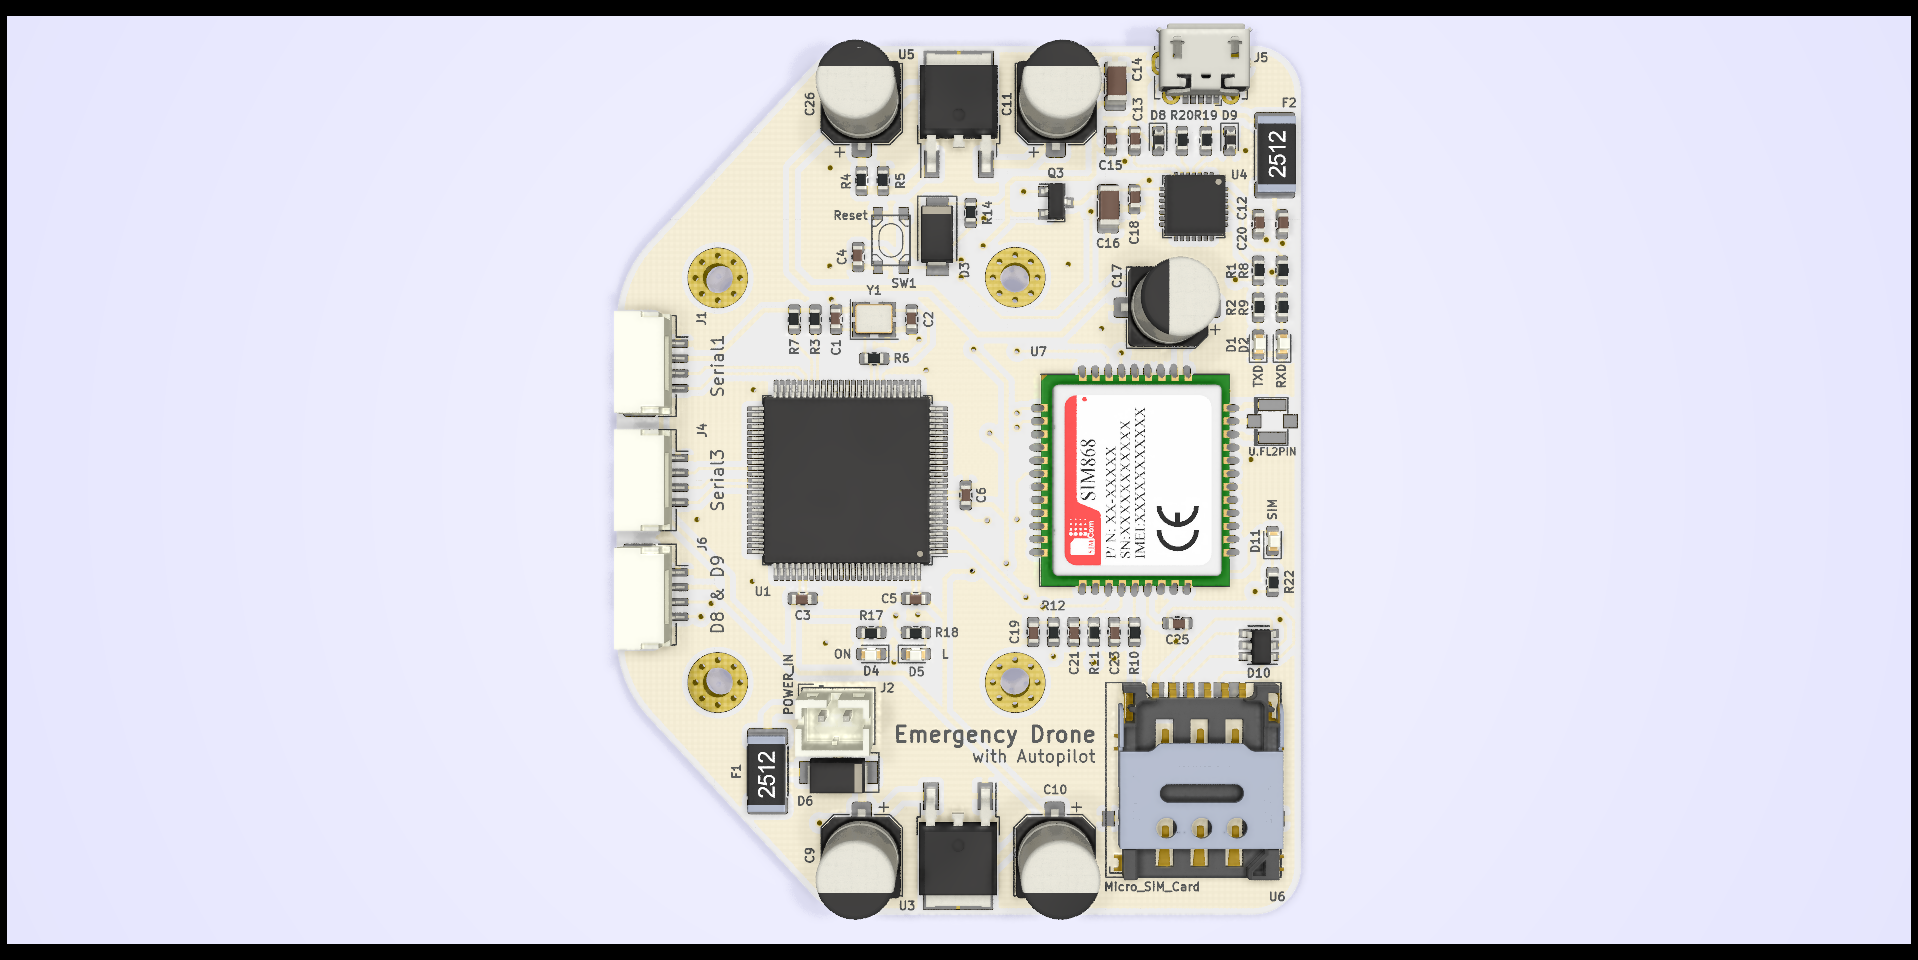 U5
J5
C26
C11
C14
C13
F2
D8 R20R19 D9
2512
C15
U4
R4
R5
Q3
Reset
R14
C16
C18
C12
C20
C4
SW1
D3
C17
R1
R8
Y1
J1
Serial1
R7
R3
C1
C2
R2
R9
R6
U7
D1
D2
TXD
RXD
J4
Serial3
SIM868
P/N: XX-XXXXX
SN:XXXXXXXXXXXX
IMEI:XXXXXXXXXXXXXXX
SIMCom
CE
U.FL2PIN
C6
SIM
D11
J6
D8 & D9
R22
U1
C3
C5
R12
R17
R18
C19
C21
R11
C23
R10
C25
ON
L
D4
D5
D10
POWER_IN
J2
Emergency Drone
with Autopilot
F1
2512
D6
C10
C9
U3
Micro_SIM_Card
U6